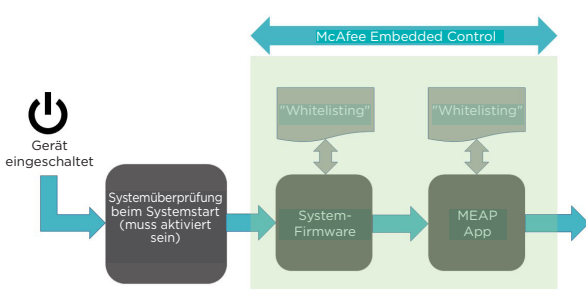 McAfee Embedded Control
"Whitelisting"
"Whitelisting"
Gerät
eingeschaltet
Systemüberprüfung
beim Systemstart
(muss aktiviert
sein)
System-
Firmware
MEAP
App